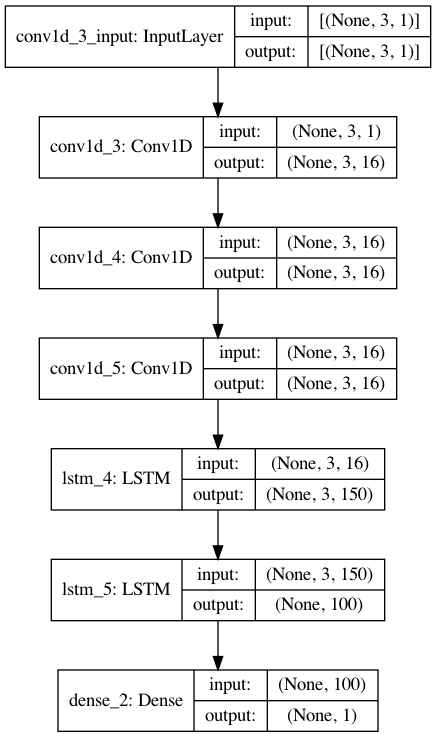 conv1d_3_input: InputLayer
input: [(None, 3, 1)]
output: [(None, 3, 1)]
conv1d_3: Conv1D
input: (None, 3, 1)
output: (None, 3, 16)
conv1d_4: Conv1D
input: (None, 3, 16)
output: (None, 3, 16)
conv1d_5: Conv1D
input: (None, 3, 16)
output: (None, 3, 16)
lstm_4: LSTM
input: (None, 3, 16)
output: (None, 3, 150)
lstm_5: LSTM
input: (None, 3, 150)
output: (None, 100)
dense_2: Dense
input: (None, 100)
output: (None, 1)